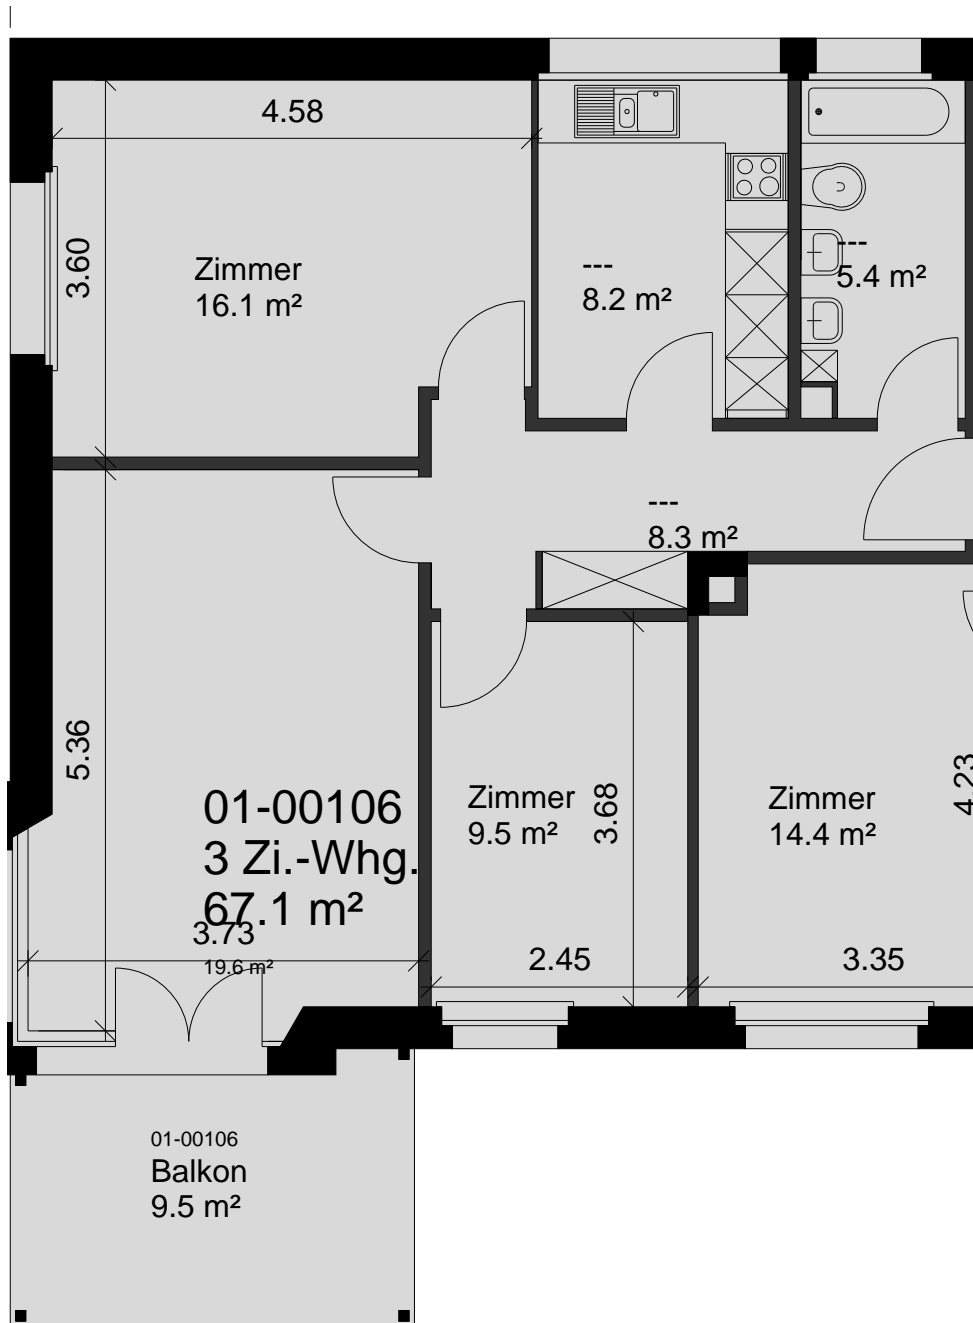 4.58
3.60
Zimmer
16.1 m²
---
8.2 m²
---
5.4 m²
---
8.3 m²
5.36
01-00106
3 Zi.-Whg.
67.1 m²
3.73
19.6 m²
Zimmer
9.5 m²
3.68
2.45
Zimmer
14.4 m²
4.23
3.35
01-00106
Balkon
9.5 m²